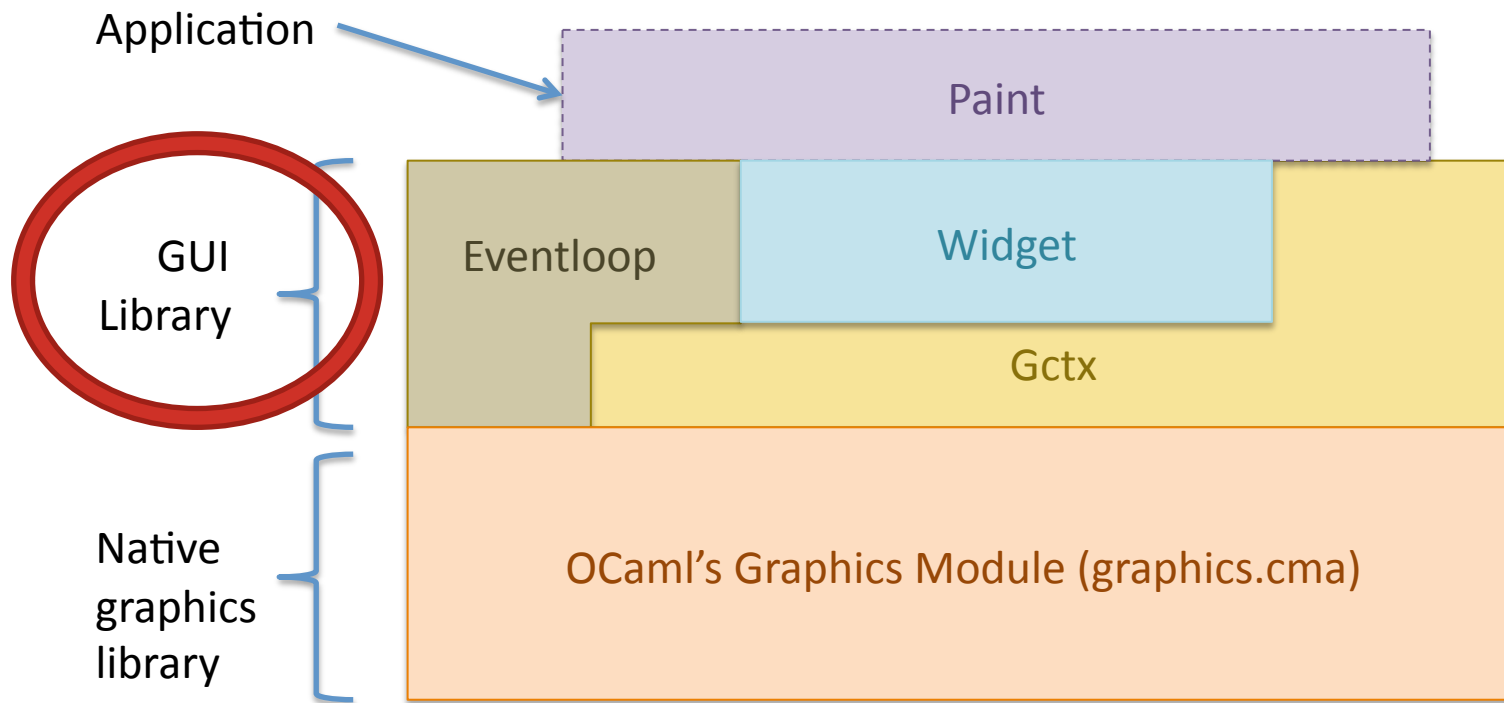 Application
Paint
GUI
Library
Eventloop
Widget
Gctx
Native
graphics
library
OCaml’s Graphics Module (graphics.cma)